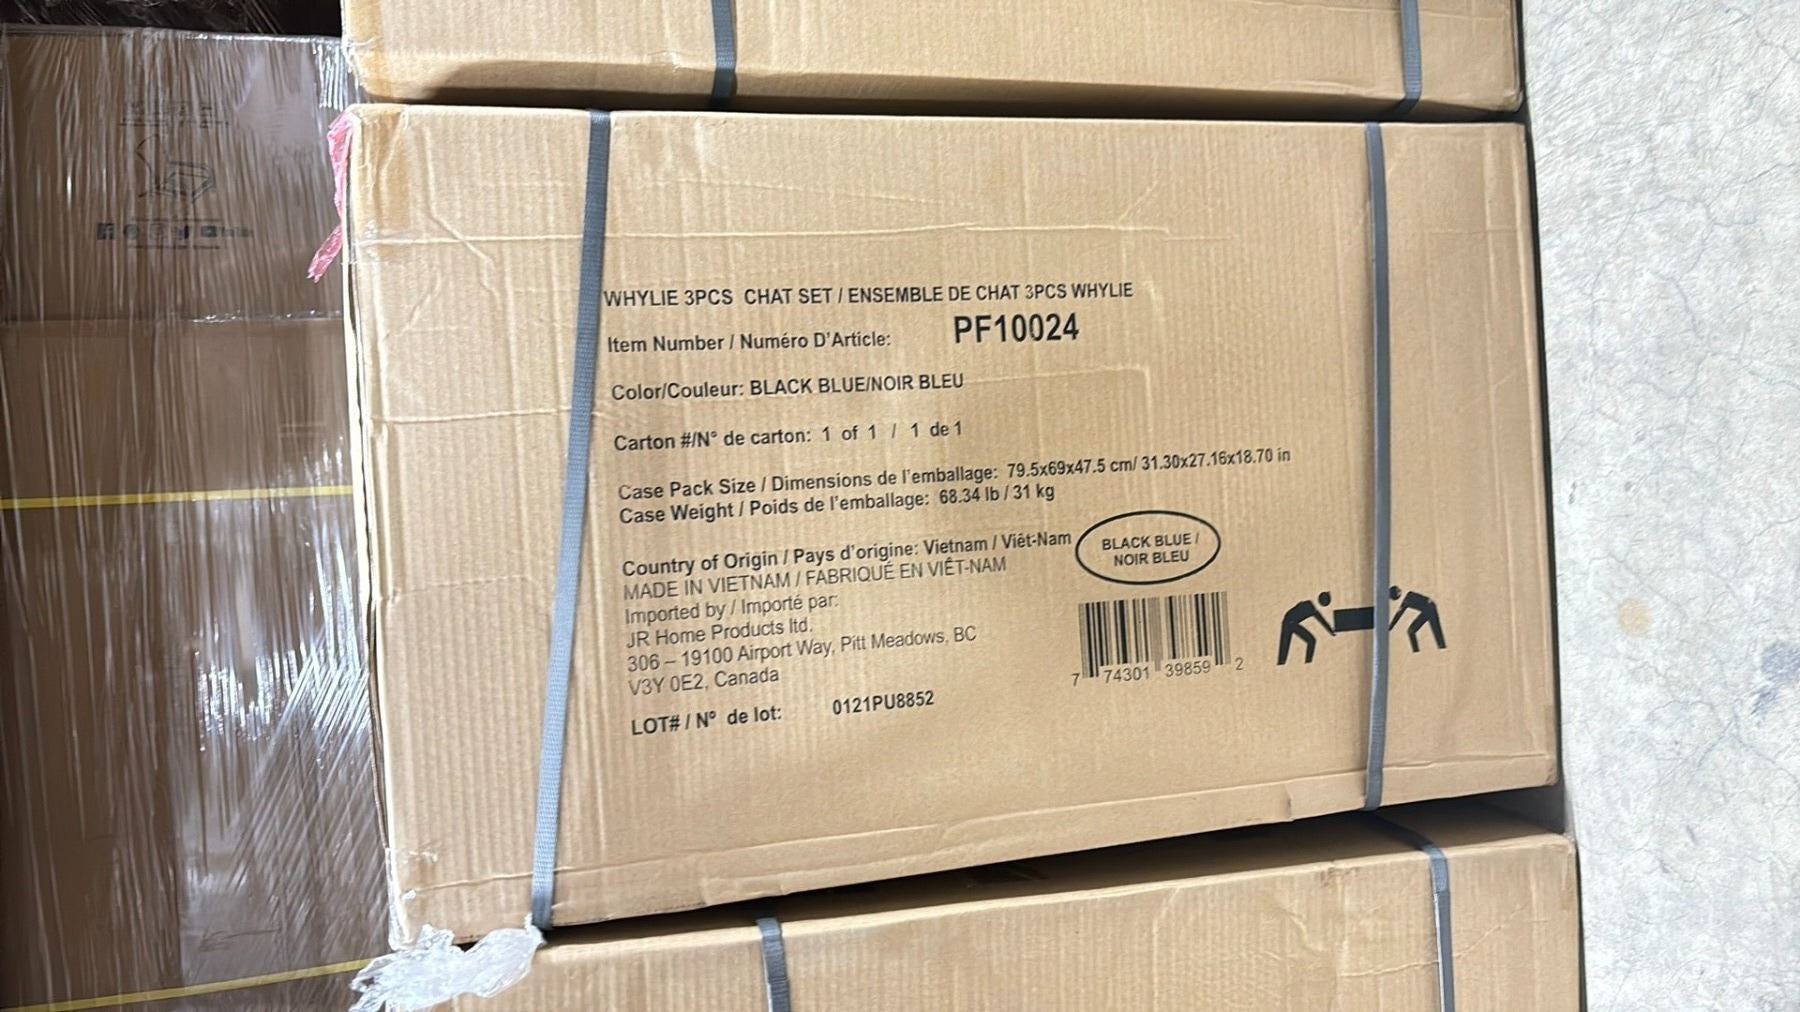 WHYLIE 3PCS CHAT SET / ENSEMBLE DE CHAT 3PCS WHYLIE
Item Number / Numéro D'Article: PF10024
Color/Couleur: BLACK BLUE/NOIR BLEU
Carton #/N° de carton: 1 of 1 / 1 de 1
Case Pack Size / Dimensions de l'emballage: 79.5x69x47.5 cm/ 31.30x27.16x18.70 in
Case Weight / Poids de l'emballage: 68.34 lb / 31 kg
Country of Origin / Pays d'origine: Vietnam / Viêt-Nam
MADE IN VIETNAM / FABRIQUÉ EN VIÊT-NAM
Imported by / Importé par:
JR Home Products ltd.
306 – 19100 Airport Way, Pitt Meadows, BC
V3Y 0E2, Canada
LOT# / N° de lot: 0121PU8852
BLACK BLUE /
NOIR BLEU
7 74301 39859 2